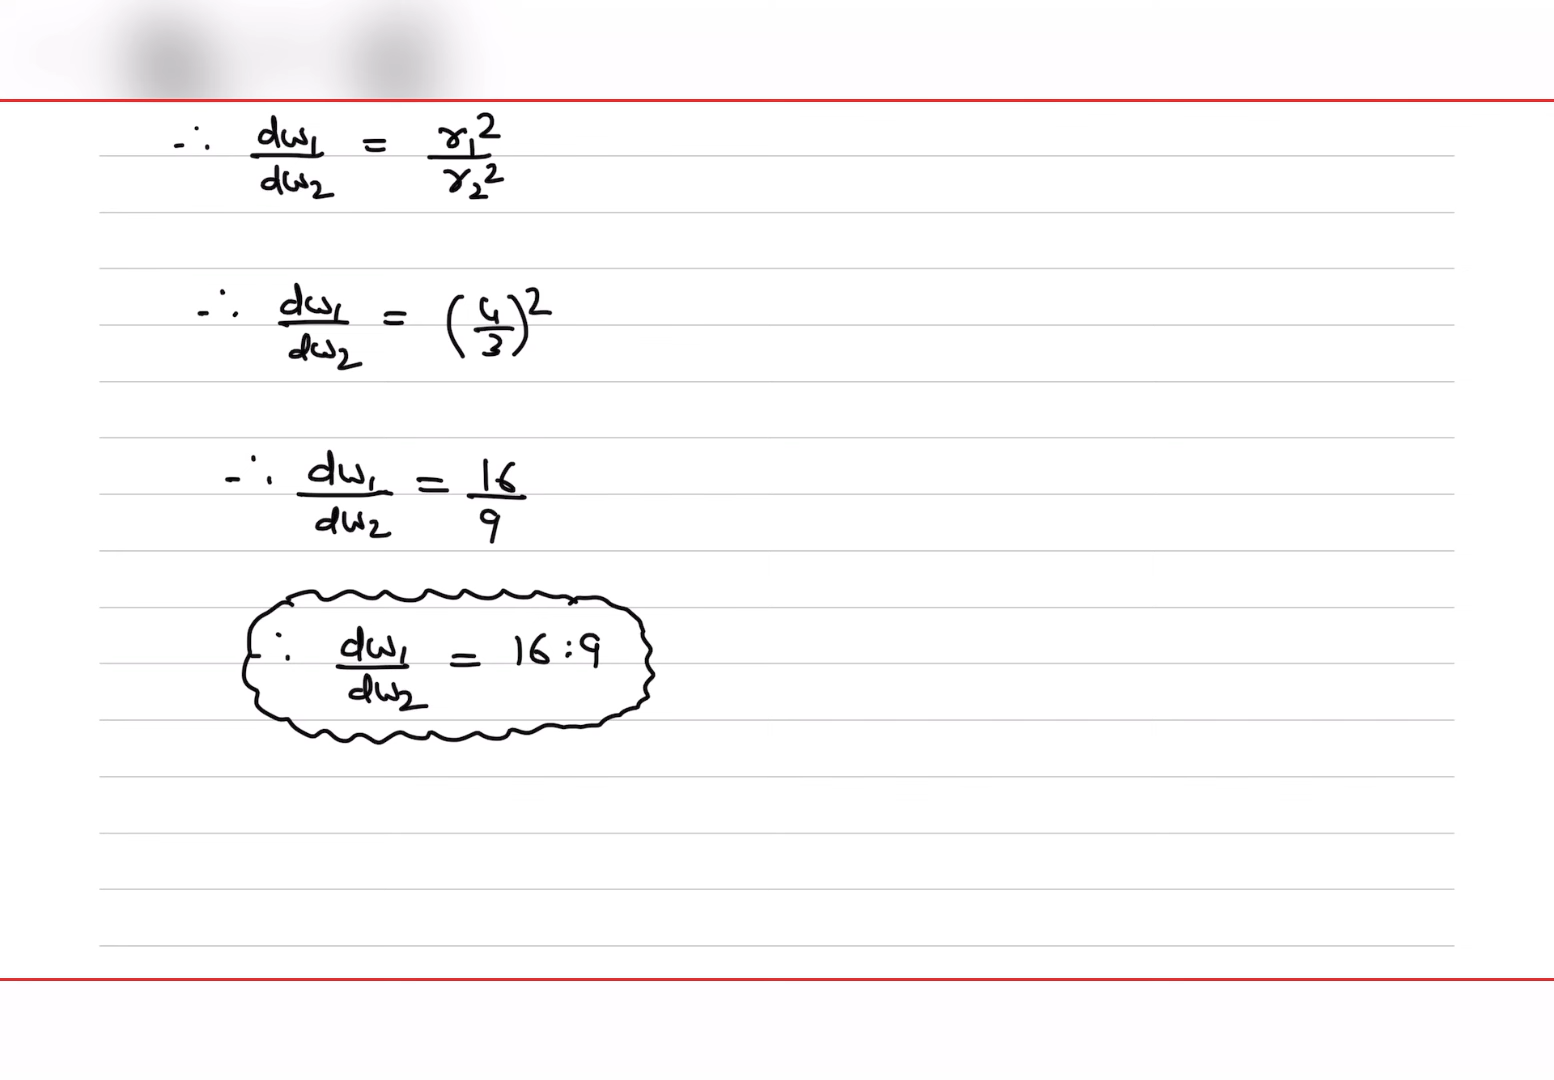 ∴ dw₁/dw₂ = r₁²/r₂²
∴ dw₁/dw₂ = (4/3)²
∴ dw₁/dw₂ = 16/9
∴ dw₁/dw₂ = 16:9